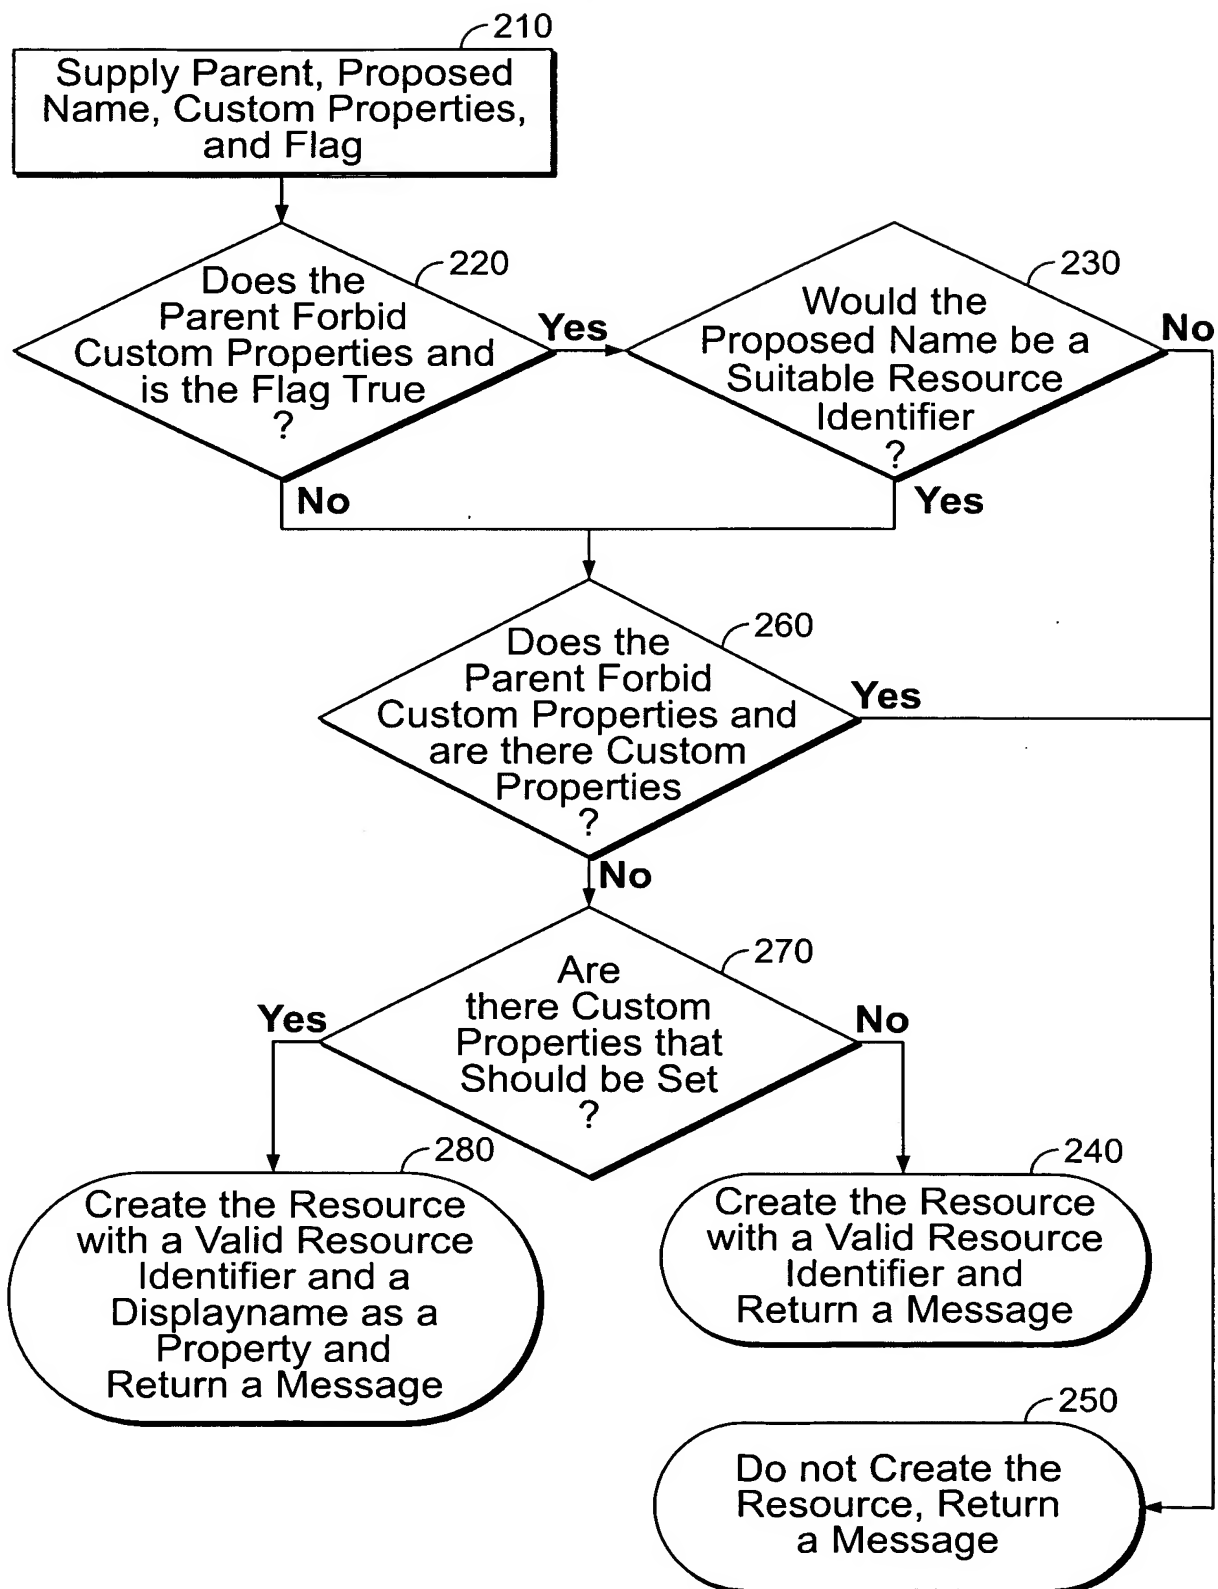 210
Supply Parent, Proposed
Name, Custom Properties,
and Flag
220
Does the
Parent Forbid
Custom Properties and
is the Flag True
?
Yes
No
230
Would the
Proposed Name be a
Suitable Resource
Identifier
?
No
Yes
260
Does the
Parent Forbid
Custom Properties and
are there Custom
Properties
?
Yes
No
270
Are
there Custom
Properties that
Should be Set
?
Yes
No
280
Create the Resource
with a Valid Resource
Identifier and a
Displayname as a
Property and
Return a Message
240
Create the Resource
with a Valid Resource
Identifier and
Return a Message
250
Do not Create the
Resource, Return
a Message